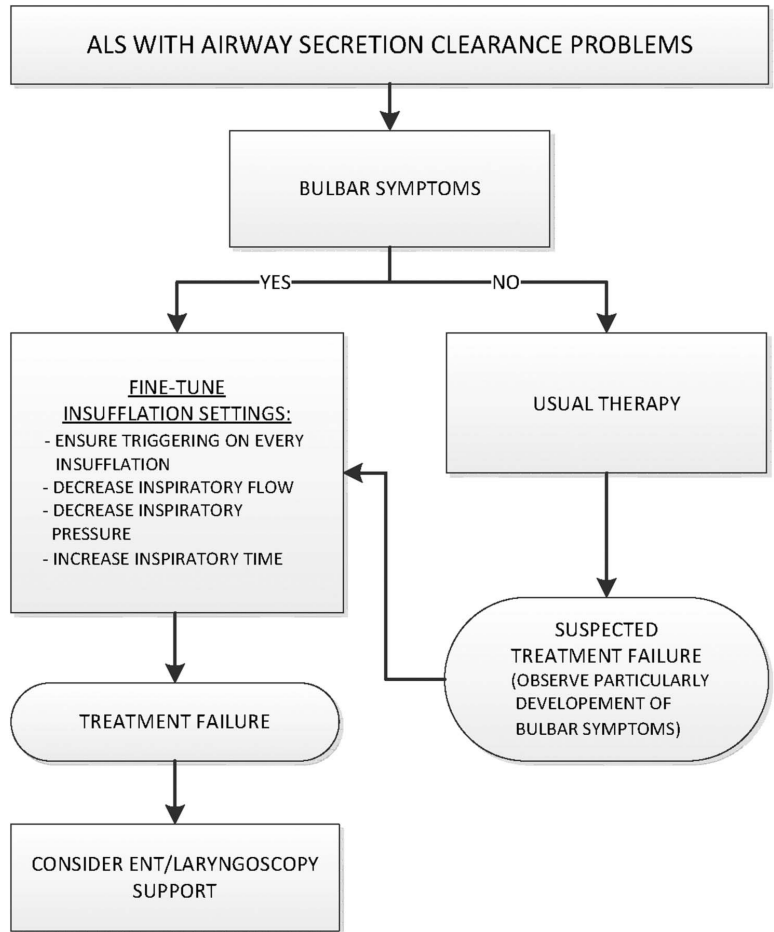 ALS WITH AIRWAY SECRETION CLEARANCE PROBLEMS
BULBAR SYMPTOMS
YES
NO
FINE-TUNE
INSUFFLATION SETTINGS:
- ENSURE TRIGGERING ON EVERY
INSUFFLATION
- DECREASE INSPIRATORY FLOW
- DECREASE INSPIRATORY
PRESSURE
- INCREASE INSPIRATORY TIME
USUAL THERAPY
SUSPECTED
TREATMENT FAILURE
(OBSERVE PARTICULARLY
DEVELOPEMENT OF
BULBAR SYMPTOMS)
TREATMENT FAILURE
CONSIDER ENT/LARYNGOSCOPY
SUPPORT